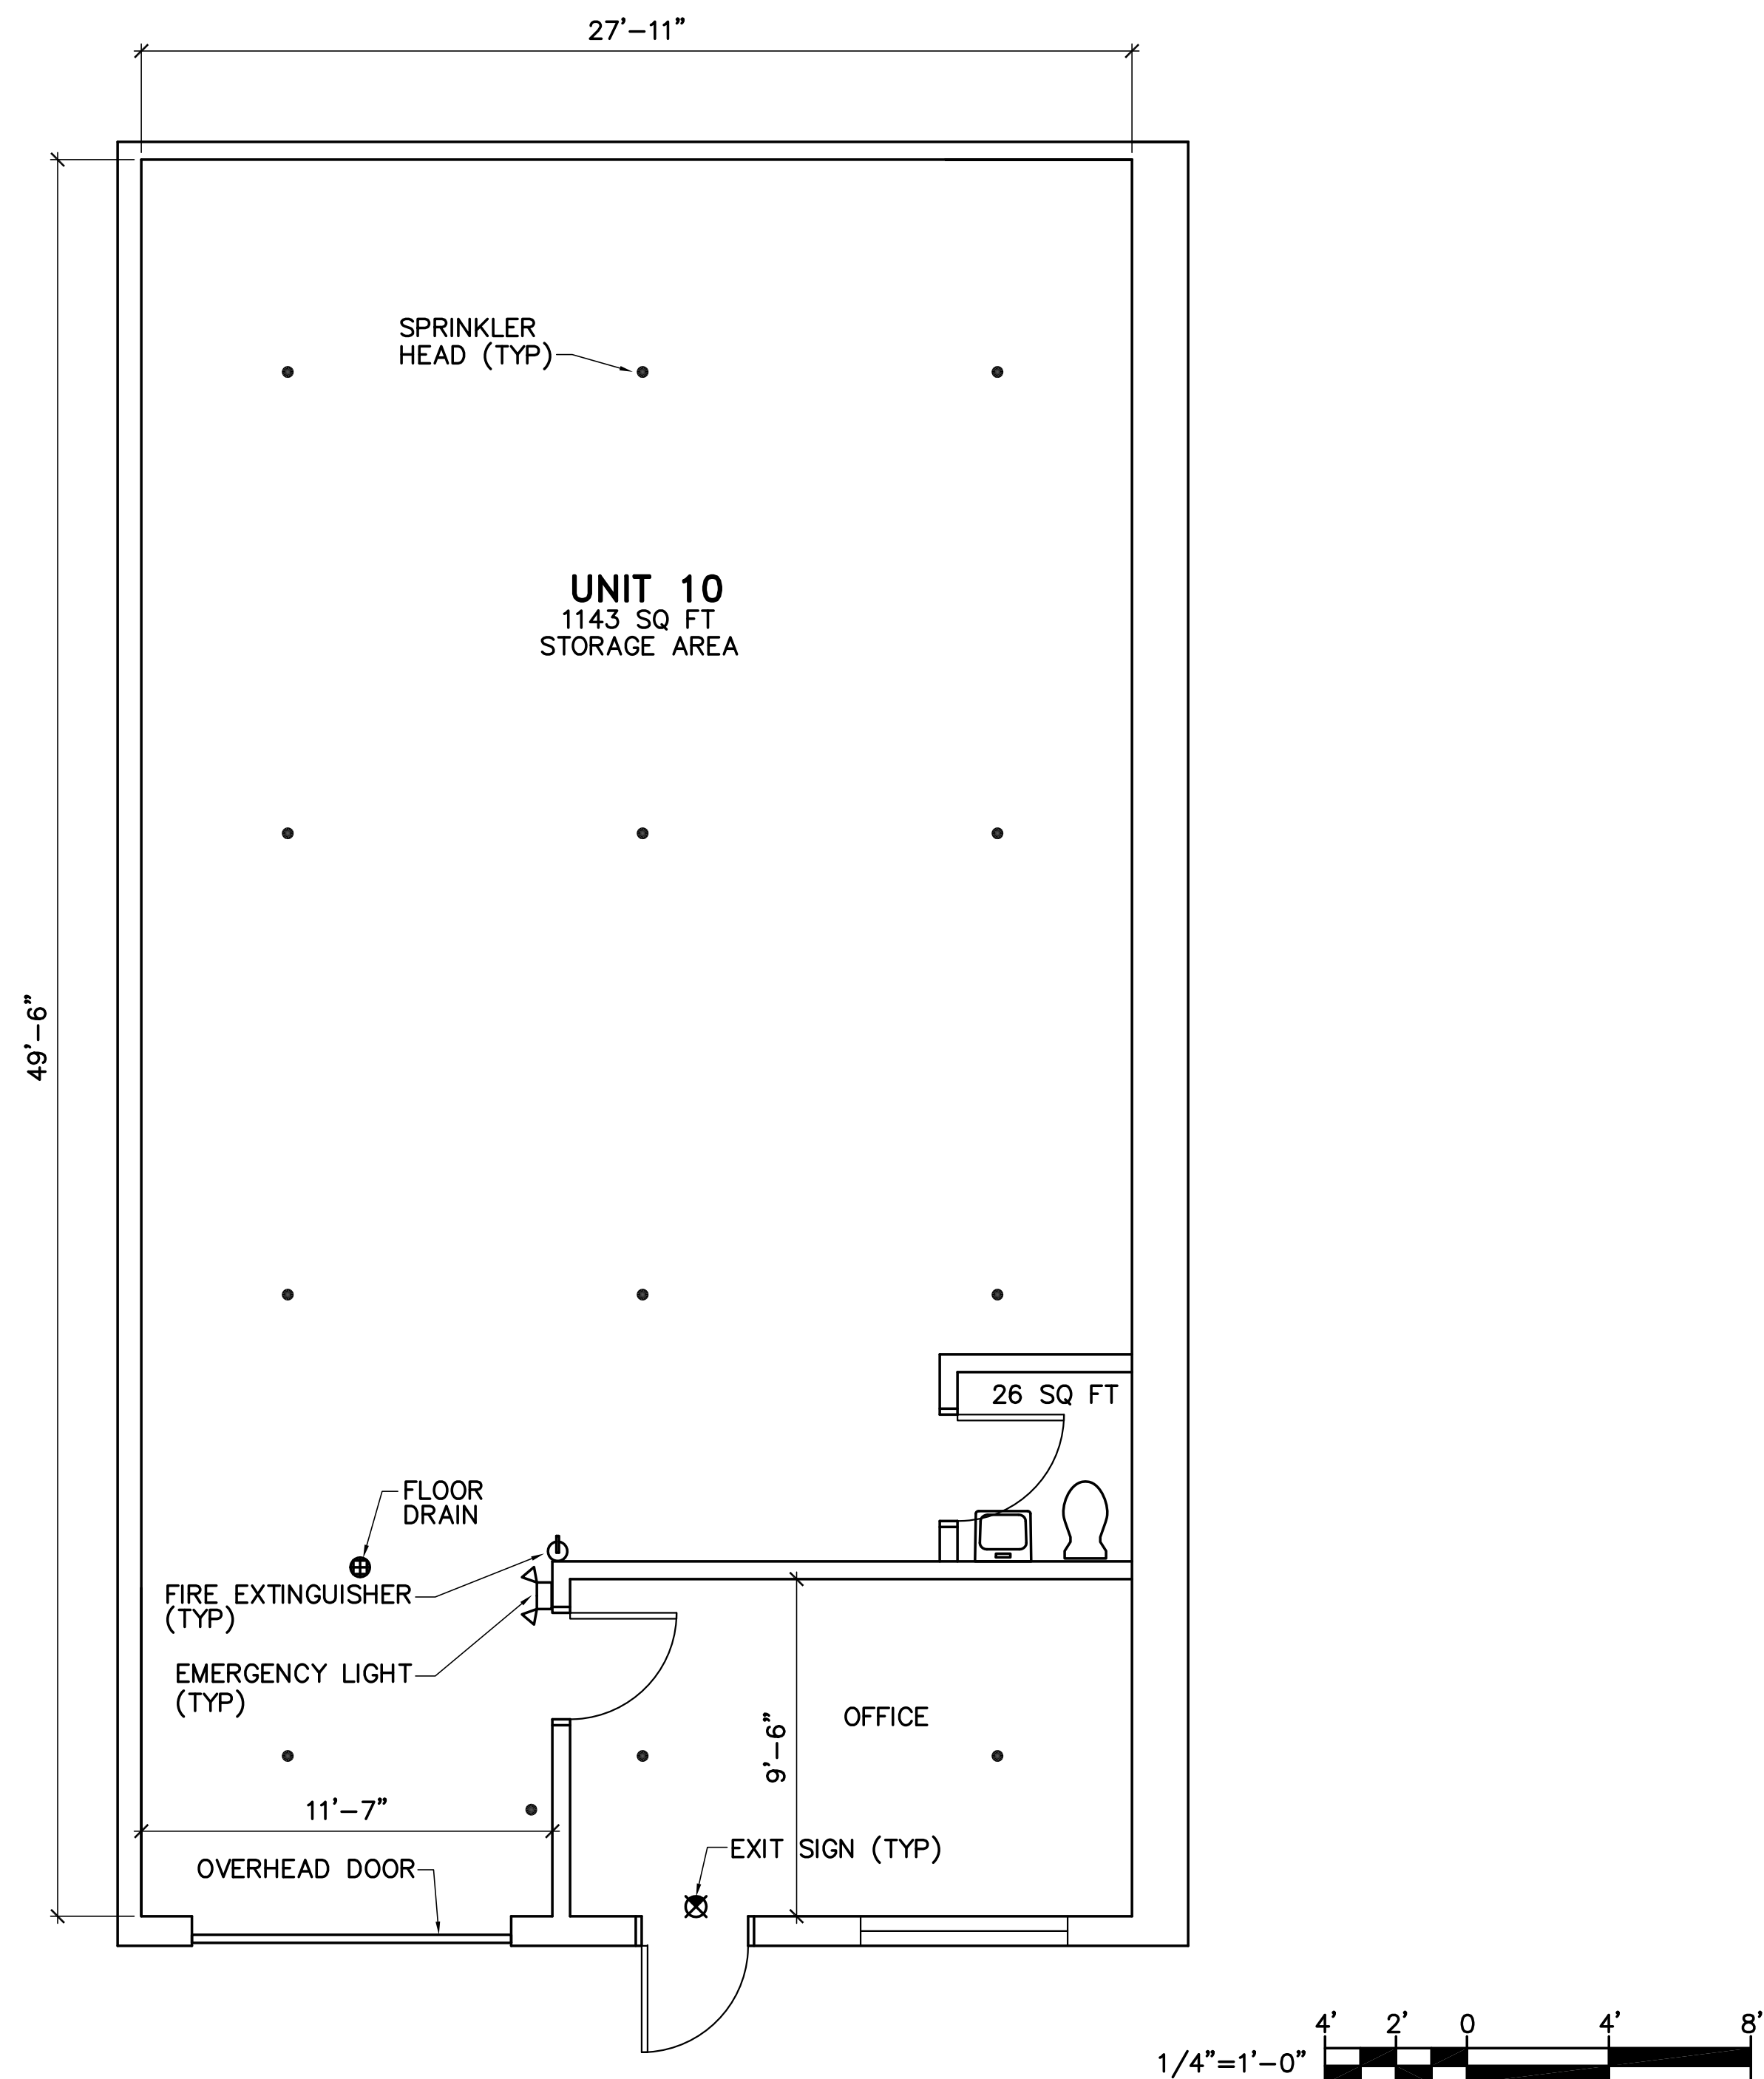 27'-11"
SPRINKLER
HEAD (TYP)
UNIT 10
1143 SQ FT
STORAGE AREA
49'-6"
26 SQ FT
FLOOR
DRAIN
FIRE EXTINGUISHER
(TYP)
EMERGENCY LIGHT
(TYP)
OFFICE
9'-6"
11'-7"
EXIT SIGN (TYP)
OVERHEAD DOOR
4' 2' 0 4' 8'
1/4"=1'-0"